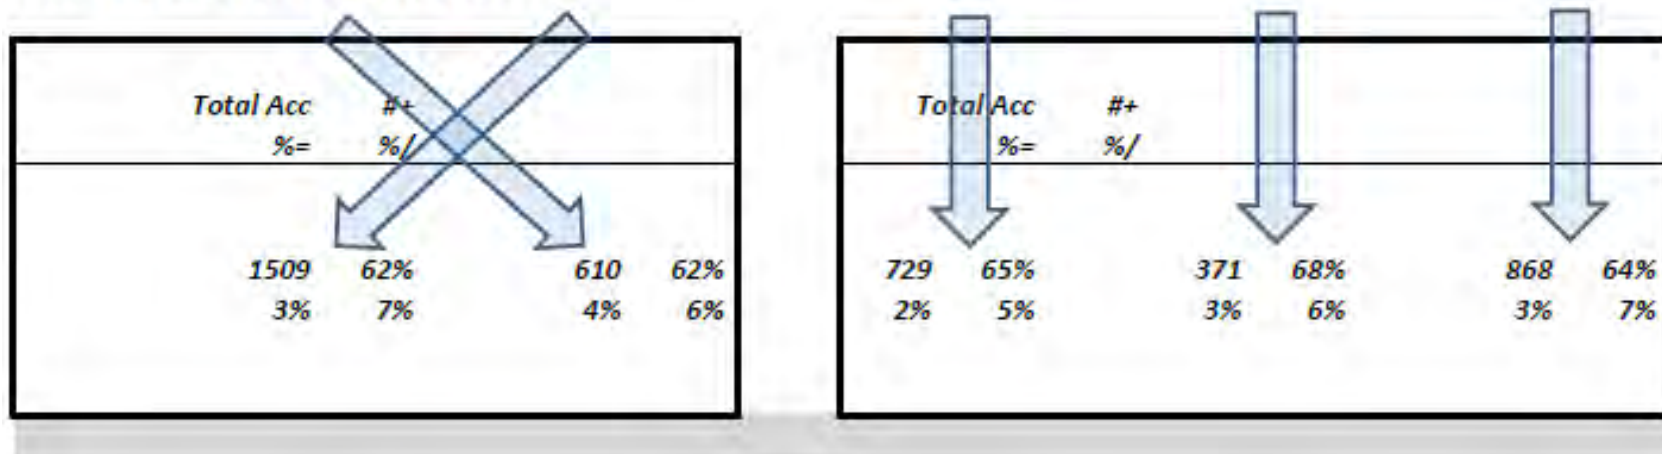 Total Acc #+
%= %/
1509 62% 610 62%
3% 7% 4% 6%
Total Acc #+
%= %/
729 65% 371 68% 868 64%
2% 5% 3% 6% 3% 7%